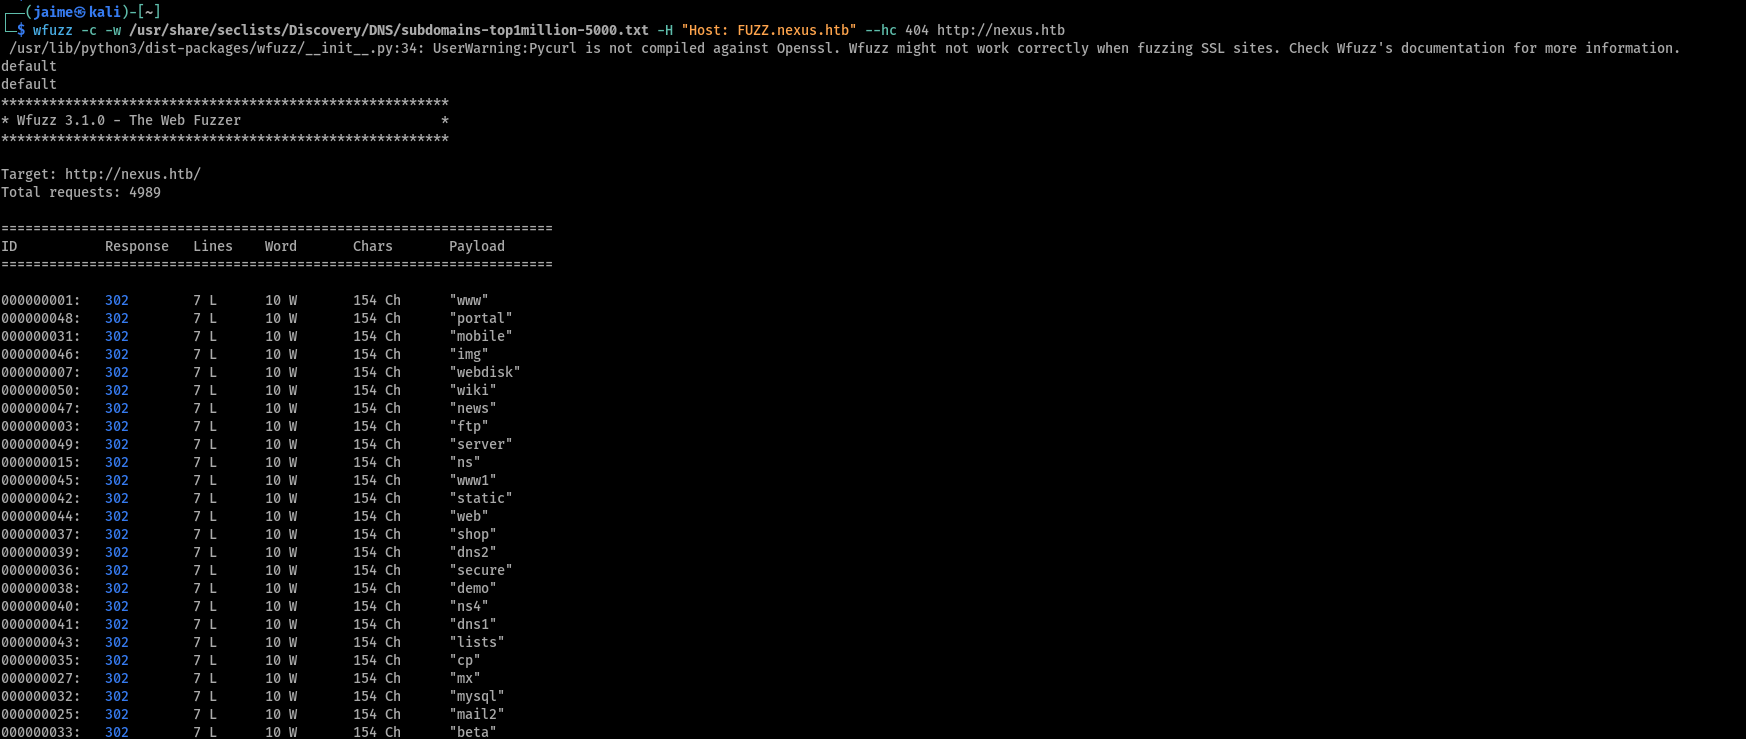 ┌──(jaime㉿kali)-[~]
└─$ wfuzz -c -w /usr/share/seclists/Discovery/DNS/subdomains-top1million-5000.txt -H "Host: FUZZ.nexus.htb" --hc 404 http://nexus.htb
 /usr/lib/python3/dist-packages/wfuzz/__init__.py:34: UserWarning:Pycurl is not compiled against Openssl. Wfuzz might not work correctly when fuzzing SSL sites. Check Wfuzz's documentation for more information.
default
default
********************************************************
* Wfuzz 3.1.0 - The Web Fuzzer                         *
********************************************************

Target: http://nexus.htb/
Total requests: 4989

=====================================================================
ID           Response   Lines    Word       Chars       Payload
=====================================================================

000000001:   302        7 L      10 W       154 Ch      "www"
000000048:   302        7 L      10 W       154 Ch      "portal"
000000031:   302        7 L      10 W       154 Ch      "mobile"
000000046:   302        7 L      10 W       154 Ch      "img"
000000007:   302        7 L      10 W       154 Ch      "webdisk"
000000050:   302        7 L      10 W       154 Ch      "wiki"
000000047:   302        7 L      10 W       154 Ch      "news"
000000003:   302        7 L      10 W       154 Ch      "ftp"
000000049:   302        7 L      10 W       154 Ch      "server"
000000015:   302        7 L      10 W       154 Ch      "ns"
000000045:   302        7 L      10 W       154 Ch      "www1"
000000042:   302        7 L      10 W       154 Ch      "static"
000000044:   302        7 L      10 W       154 Ch      "web"
000000037:   302        7 L      10 W       154 Ch      "shop"
000000039:   302        7 L      10 W       154 Ch      "dns2"
000000036:   302        7 L      10 W       154 Ch      "secure"
000000038:   302        7 L      10 W       154 Ch      "demo"
000000040:   302        7 L      10 W       154 Ch      "ns4"
000000041:   302        7 L      10 W       154 Ch      "dns1"
000000043:   302        7 L      10 W       154 Ch      "lists"
000000035:   302        7 L      10 W       154 Ch      "cp"
000000027:   302        7 L      10 W       154 Ch      "mx"
000000032:   302        7 L      10 W       154 Ch      "mysql"
000000025:   302        7 L      10 W       154 Ch      "mail2"
000000033:   302        7 L      10 W       154 Ch      "beta"